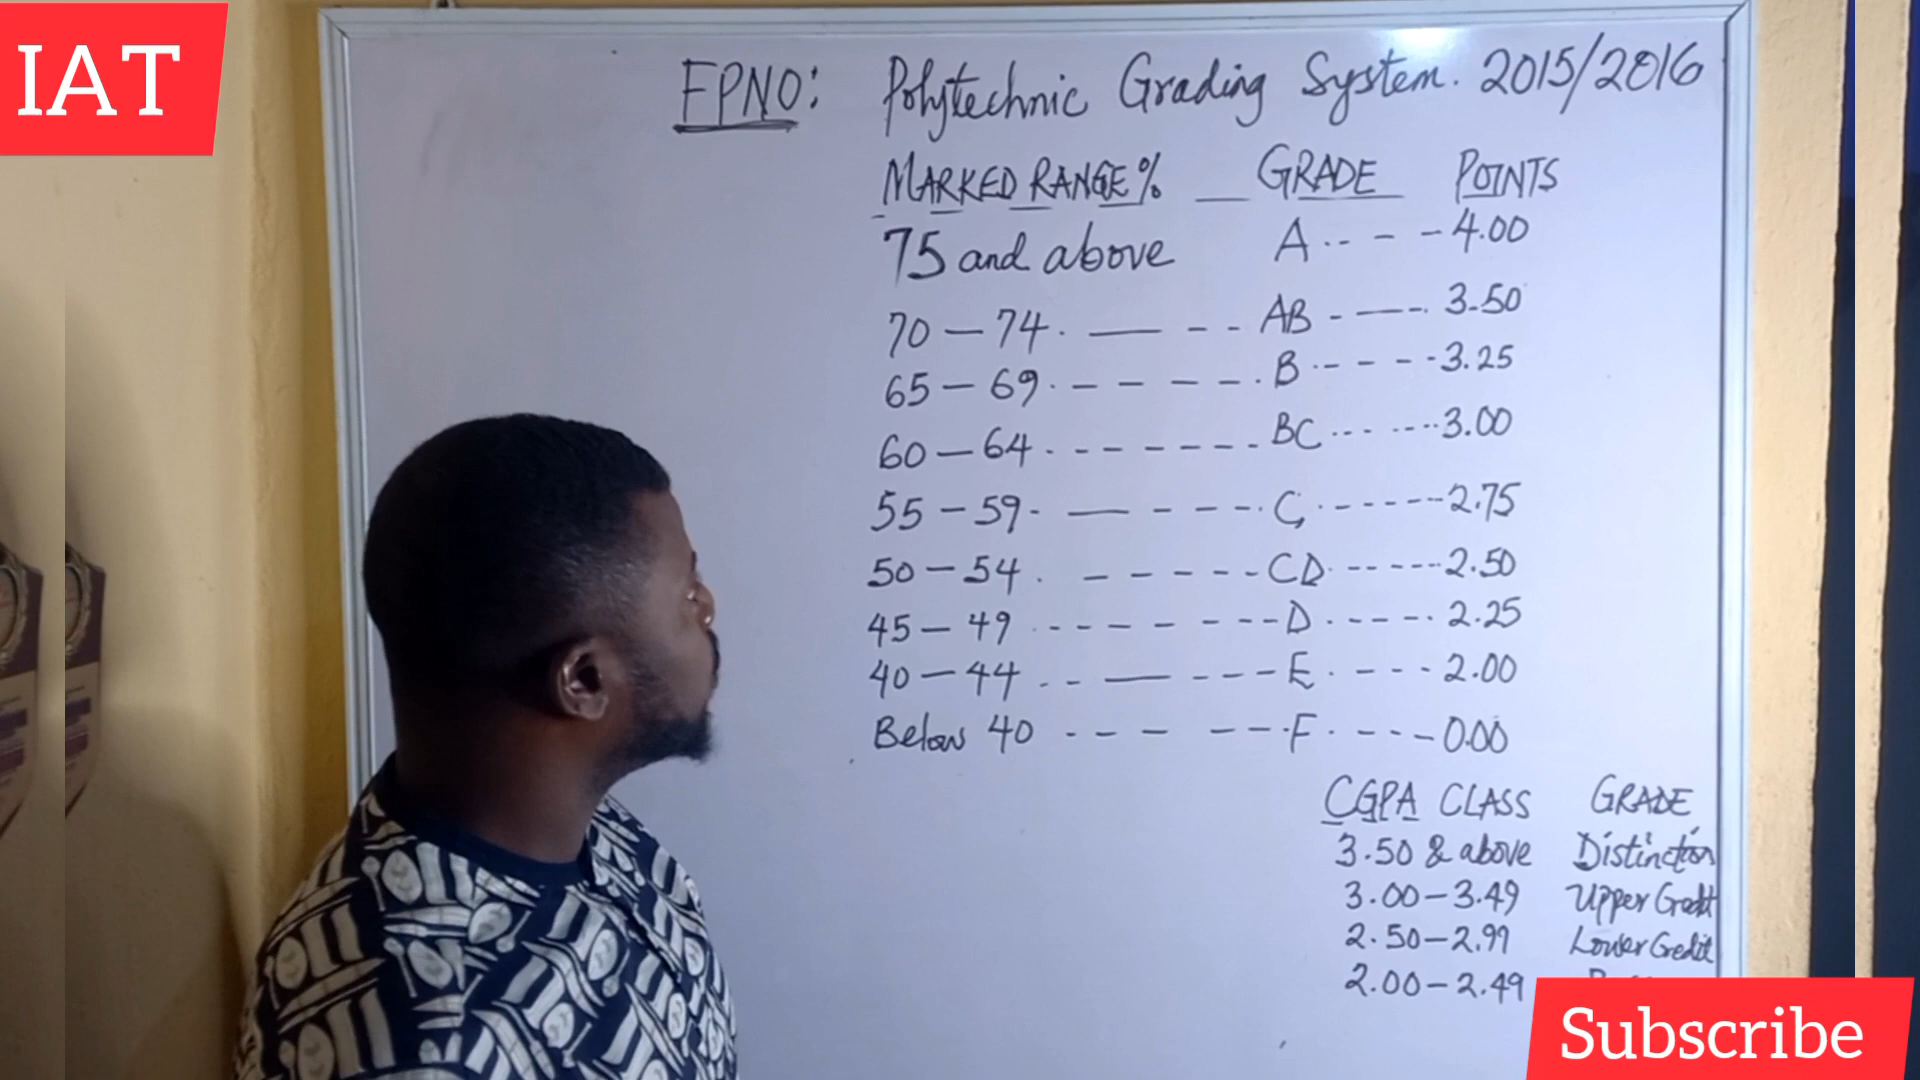 IAT
FPNO: Polytechnic Grading System. 2015/2016
MARKED RANGE% GRADE POINTS
75 and above A 4.00
70 - 74 AB 3.50
65 - 69 B 3.25
60 - 64 BC 3.00
55 - 59 C 2.75
50 - 54 CD 2.50
45 - 49 D 2.25
40 - 44 E 2.00
Below 40 F 0.00
CGPA CLASS GRADE
3.50 & above Distinction
3.00 - 3.49 Upper Credit
2.50 - 2.99 Lower Credit
2.00 - 2.49
Subscribe